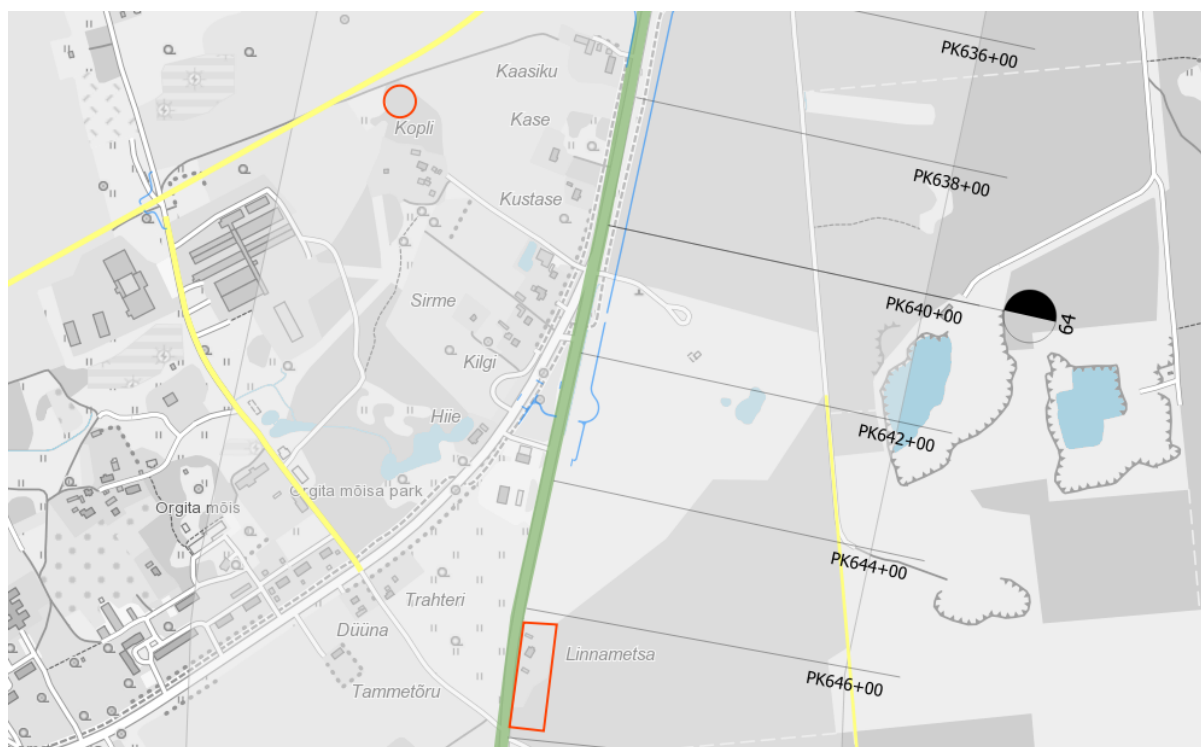 PK636+00
Kaasiku
Kopli
Kase
PK638+00
Kustase
Sirme
PK640+00
64
Kilgi
Hiie
PK642+00
Orgita mõisa park
Orgita mõis
PK644+00
Trahteri
Düüna
Linnametsa
PK646+00
Tammetõru